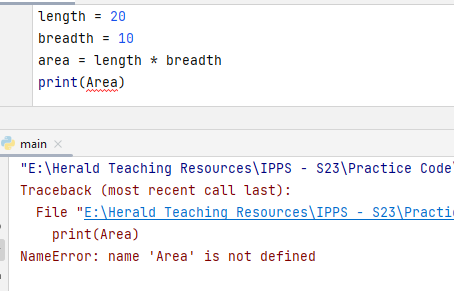 length = 20
breadth = 10
area = length * breadth
print(Area)
main
"E:\Herald Teaching Resources\IPPS - S23\Practice Code\
Traceback (most recent call last):
File "E:\Herald Teaching Resources\IPPS - S23\Practi
print(Area)
NameError: name 'Area' is not defined